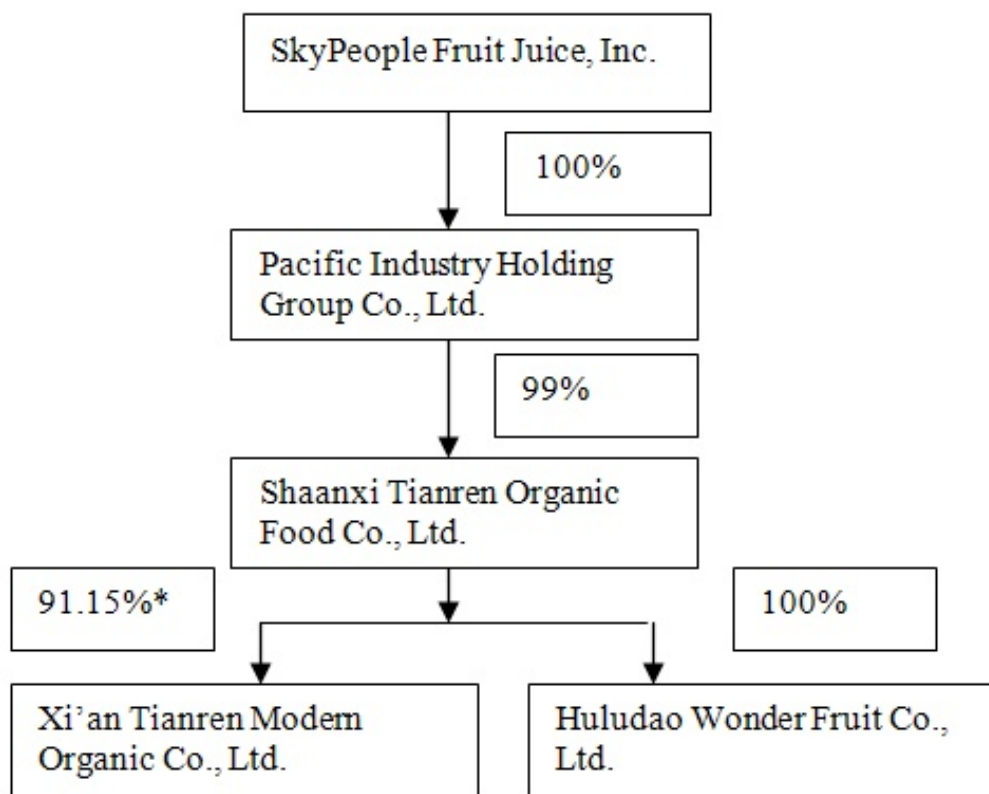 SkyPeople Fruit Juice, Inc.
100%
Pacific Industry Holding
Group Co., Ltd.
99%
Shaanxi Tianren Organic
Food Co., Ltd.
91.15%*
100%
Xi’an Tianren Modern
Organic Co., Ltd.
Huludao Wonder Fruit Co.,
Ltd.